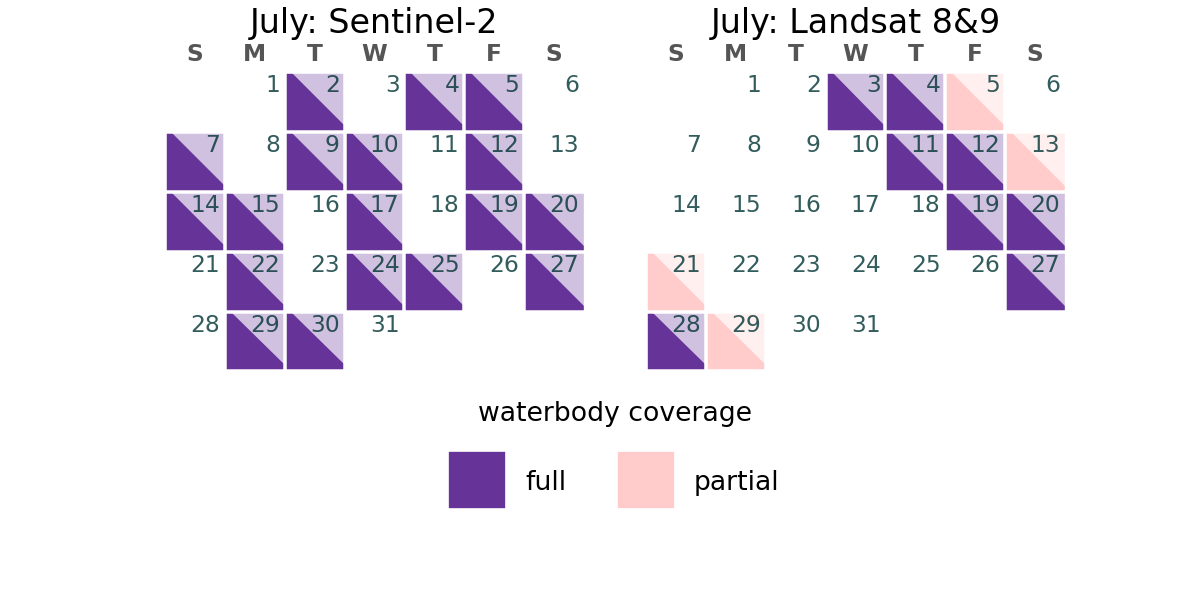 July: Sentinel-2
S M T W T F S
1 2 3 4 5 6
7 8 9 10 11 12 13
14 15 16 17 18 19 20
21 22 23 24 25 26 27
28 29 30 31
July: Landsat 8&9
S M T W T F S
1 2 3 4 5 6
7 8 9 10 11 12 13
14 15 16 17 18 19 20
21 22 23 24 25 26 27
28 29 30 31
waterbody coverage
full
partial